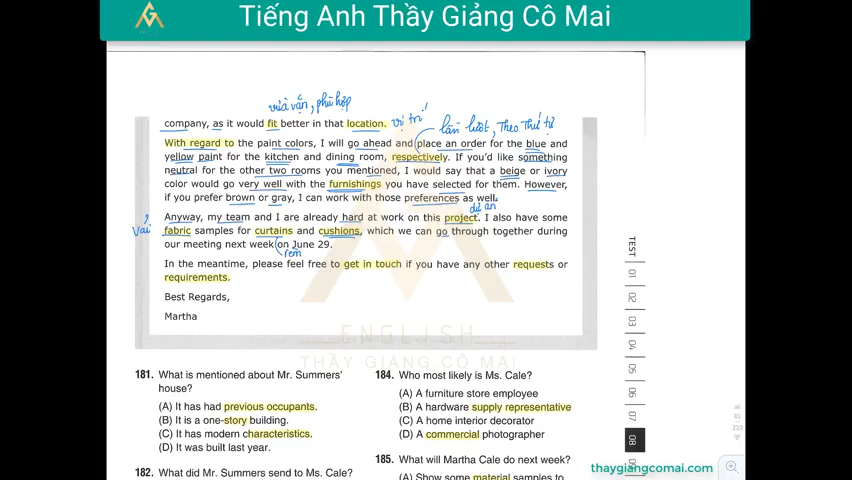 Tiếng Anh Thầy Giảng Cô Mai
vừa vặn, phù hợp
company, as it would fit better in that location. vị trí
lần lượt, theo thứ tự
With regard to the paint colors, I will go ahead and place an order for the blue and
yellow paint for the kitchen and dining room, respectively. If you'd like something
neutral for the other two rooms you mentioned, I would say that a beige or ivory
color would go very well with the furnishings you have selected for them. However,
if you prefer brown or gray, I can work with those preferences as well.
dự án
Anyway, my team and I are already hard at work on this project. I also have some
vải fabric samples for curtains and cushions, which we can go through together during
our meeting next week on June 29.
rèm
In the meantime, please feel free to get in touch if you have any other requests or
requirements.
Best Regards,
Martha
ENGLISH
THẦY GIẢNG CÔ MAI
181. What is mentioned about Mr. Summers'
house?
(A) It has had previous occupants.
(B) It is a one-story building.
(C) It has modern characteristics.
(D) It was built last year.
182. What did Mr. Summers send to Ms. Cale?
184. Who most likely is Ms. Cale?
(A) A furniture store employee
(B) A hardware supply representative
(C) A home interior decorator
(D) A commercial photographer
185. What will Martha Cale do next week?
(A) Show some material samples to
TEST
01
02
03
04
05
06
07
08
thaygiangcomai.com